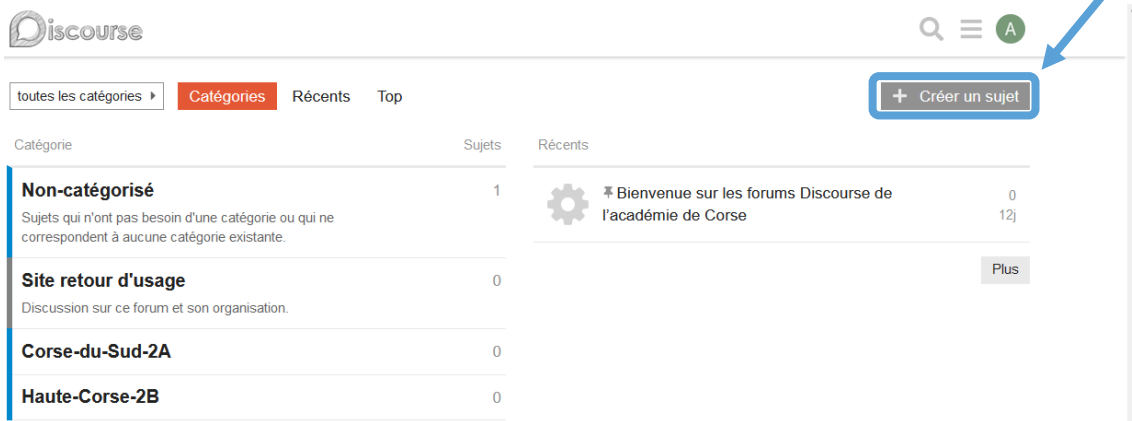 Discourse
A
toutes les catégories
Catégories
Récents
Top
+ Créer un sujet
Catégorie
Sujets
Récents
Non-catégorisé
1
Sujets qui n'ont pas besoin d'une catégorie ou qui ne
correspondent à aucune catégorie existante.
Site retour d'usage
0
Discussion sur ce forum et son organisation.
Corse-du-Sud-2A
0
Haute-Corse-2B
0
Bienvenue sur les forums Discourse de
l’académie de Corse
0
12j
Plus